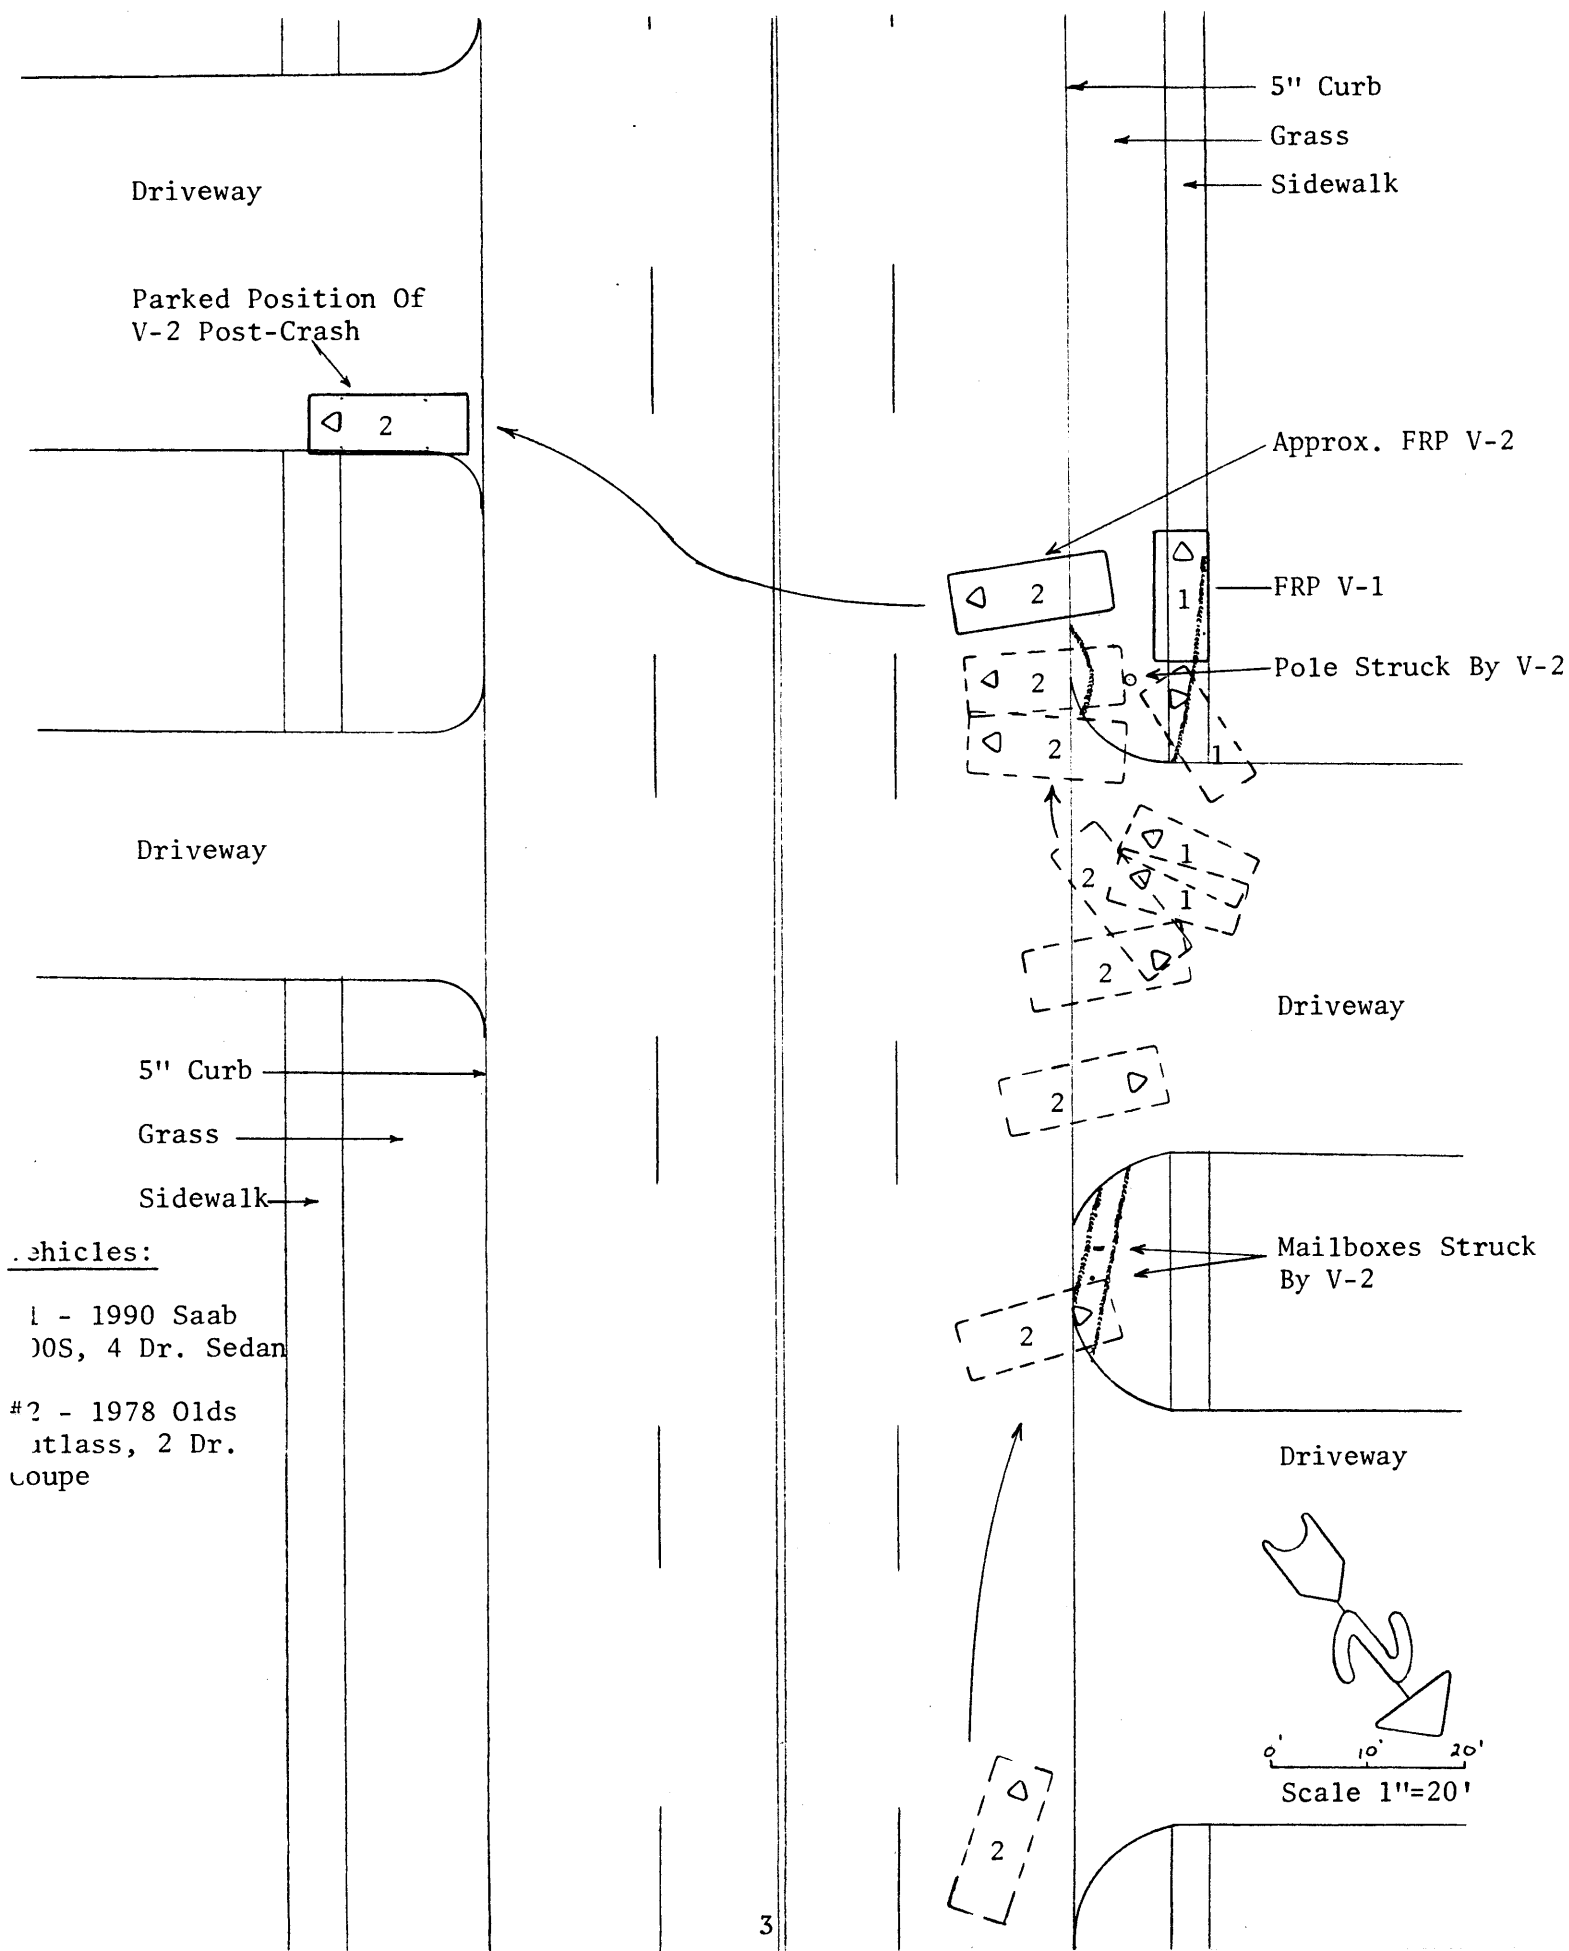 5" Curb
Grass
Sidewalk
Driveway
Parked Position Of
V-2 Post-Crash
2
Approx. FRP V-2
2
1
FRP V-1
2
Pole Struck By V-2
2
1
Driveway
1
2
1
2
Driveway
5" Curb
2
Grass
Sidewalk
Mailboxes Struck
By V-2
2
- 1990 Saab
4 Dr. Sedan
- 1978 Olds
2 Dr.
Driveway
N
0' 10' 20'
Scale 1"=20'
2
3